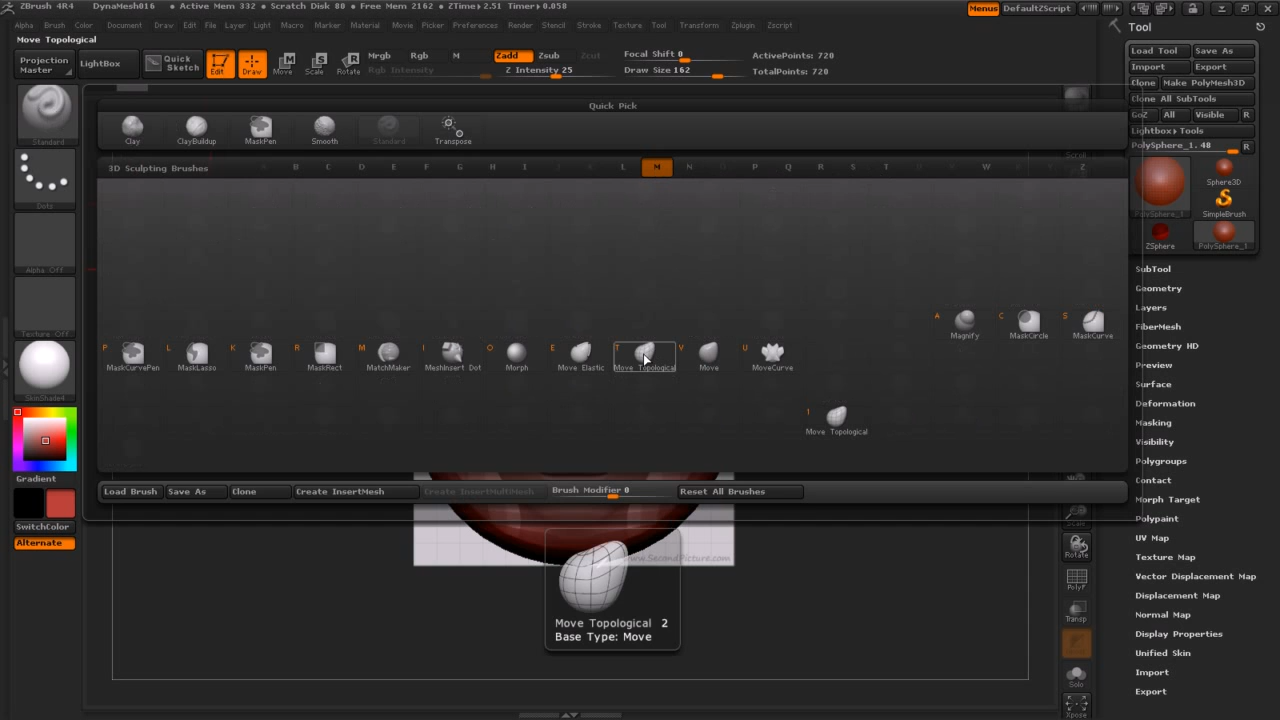 ZBrush 4R4 DynaMesh016 • Active Mem 332 • Scratch Disk 80 • Free Mem 2162 • ZTime▸2.51 Timer▸0.058 Menus DefaultZScript
Alpha Brush Color Document Draw Edit File Layer Light Macro Marker Material Movie Picker Preferences Render Stencil Stroke Texture Tool Transform Zplugin Zscript
Move Topological
Projection Master
LightBox
Quick Sketch
Edit
Draw
Move
Scale
Rotate
Mrgb Rgb M
Rgb Intensity
Zadd Zsub Zcut
Z Intensity 25
Focal Shift 0
Draw Size 162
ActivePoints: 720
TotalPoints: 720
Standard
Dots
Alpha Off
Texture Off
SkinShade4
Gradient
SwitchColor
Alternate
Quick Pick
Clay ClayBuildup MaskPen Smooth Standard Transpose
3D Sculpting Brushes B C D E F G H I L M N P Q R S T W Z
A Magnify C MaskCircle S MaskCurve
P MaskCurvePen L MaskLasso K MaskPen R MaskRect M MatchMaker I MeshInsert Dot O Morph E Move Elastic T Move Topological V Move U MoveCurve
1 Move Topological
Load Brush Save As Clone Create InsertMesh Create InsertMultiMesh Brush Modifier 0 Reset All Brushes
www.SecondPicture.com
Move Topological 2
Base Type: Move
Scroll
Scale
Rotate
PolyF
Transp
Solo
Xpose
Tool
Load Tool Save As
Import Export
Clone Make PolyMesh3D
Clone All SubTools
GoZ All Visible R
Lightbox▸ Tools
PolySphere_1. 48 R
PolySphere_1
Sphere3D
SimpleBrush
ZSphere
PolySphere_1
SubTool
Geometry
Layers
FiberMesh
Geometry HD
Preview
Surface
Deformation
Masking
Visibility
Polygroups
Contact
Morph Target
Polypaint
UV Map
Texture Map
Vector Displacement Map
Displacement Map
Normal Map
Display Properties
Unified Skin
Import
Export